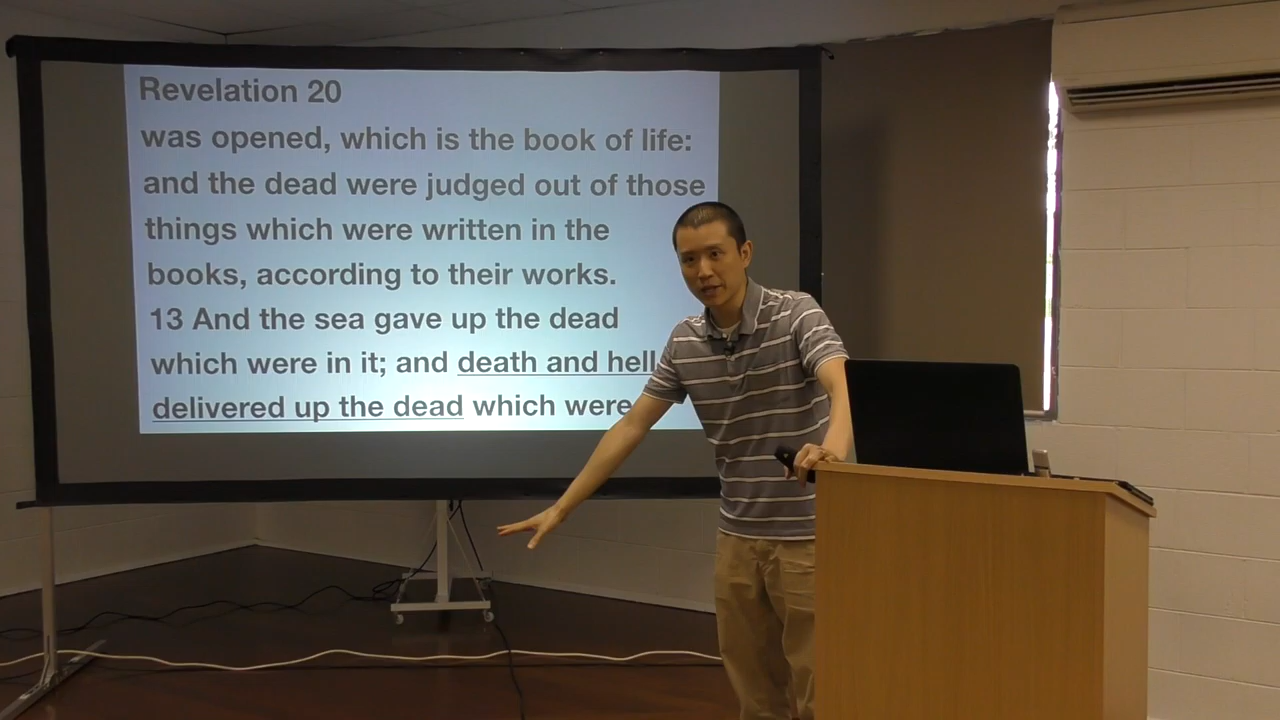 Revelation 20
was opened, which is the book of life:
and the dead were judged out of those
things which were written in the
books, according to their works.
13 And the sea gave up the dead
which were in it; and death and hell
delivered up the dead which were